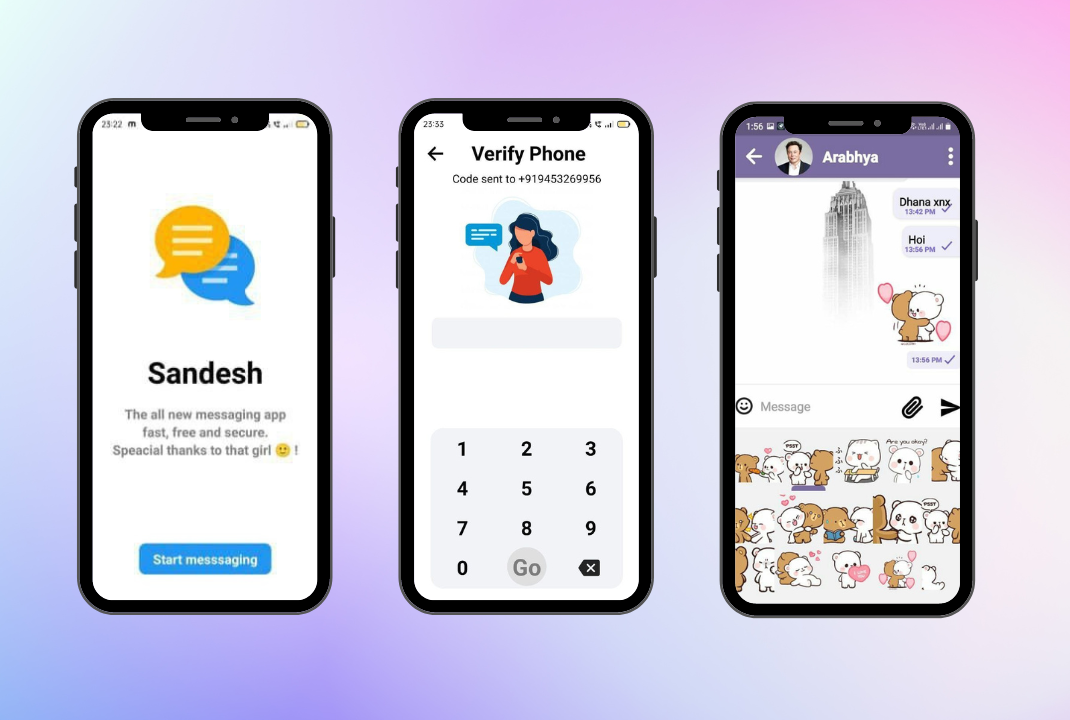 23:22
Sandesh
The all new messaging app
fast, free and secure.
Speacial thanks to that girl 🙂 !
Start messsaging
23:33
Verify Phone
Code sent to +919453269956
1 2 3
4 5 6
7 8 9
0 Go
1:56
Arabhya
Dhana xnx
13:42 PM
Hoi
13:56 PM
13:56 PM
Message
PSST
Are you okay?
PSST